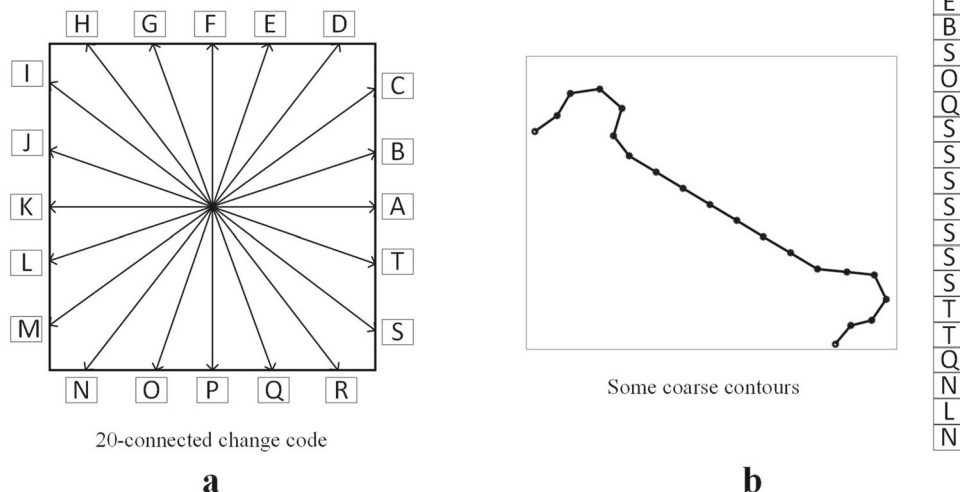 H G F E D
I
C
J
B
K
A
L
T
M
S
N O P Q R
20-connected change code
a
Some coarse contours
b
E
B
S
O
Q
S
S
S
S
S
S
S
T
T
Q
N
L
N